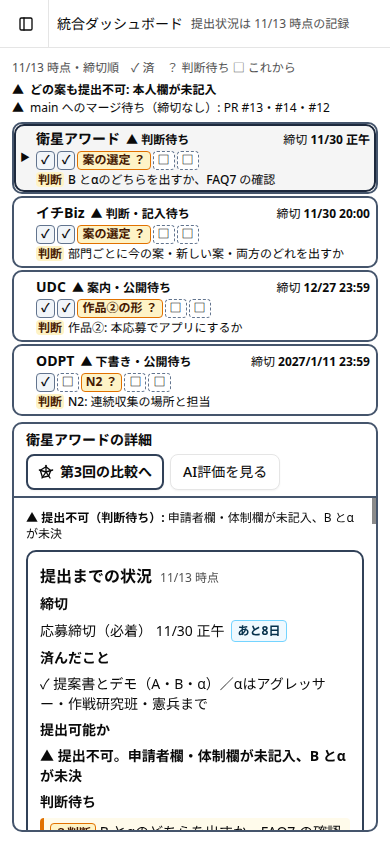 統合ダッシュボード 提出状況は 11/13 時点の記録
11/13 時点・締切順 ✓ 済 ? 判断待ち □ これから
▲ どの案も提出不可: 本人欄が未記入
▲ main へのマージ待ち（締切なし）: PR #13・#14・#12
▶ 衛星アワード ▲ 判断待ち 締切 11/30 正午
✓ ✓ 案の選定 ? □ □
判断 B とαのどちらを出すか、FAQ7 の確認
イチBiz ▲ 判断・記入待ち 締切 11/30 20:00
✓ ✓ 案の選定 ? □ □
判断 部門ごとに今の案・新しい案・両方のどれを出すか
UDC ▲ 案内・公開待ち 締切 12/27 23:59
✓ ✓ 作品②の形 ? □ □
判断 作品②: 本応募でアプリにするか
ODPT ▲ 下書き・公開待ち 締切 2027/1/11 23:59
✓ □ N2 ? □ □
判断 N2: 連続収集の場所と担当
衛星アワードの詳細
第3回の比較へ AI評価を見る
▲ 提出不可（判断待ち）: 申請者欄・体制欄が未記入、B とα
が未決
提出までの状況 11/13 時点
締切
応募締切（必着） 11/30 正午 あと8日
済んだこと
✓ 提案書とデモ（A・B・α）／αはアグレッサ
ー・作戦研究班・憲兵まで
提出可能か
▲ 提出不可。申請者欄・体制欄が未記入、B とα
が未決
判断待ち
? 判断 B とαのどちらを出すか、FAQ7 の確認